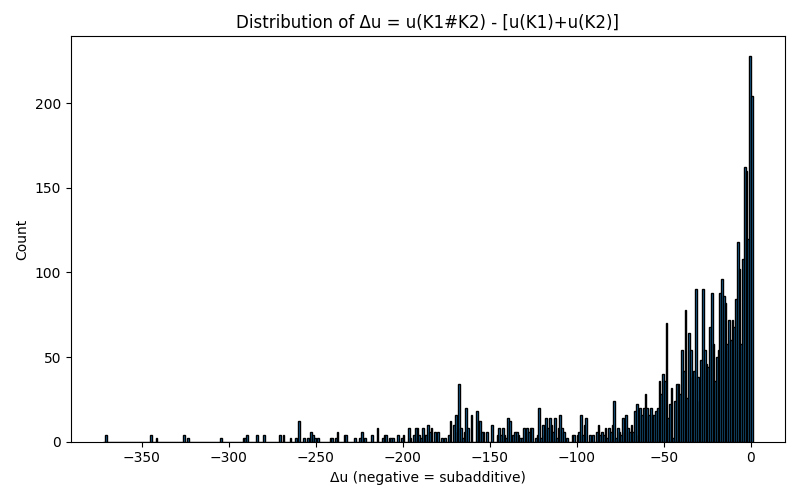 Distribution of Δu = u(K1#K2) - [u(K1)+u(K2)]
Count
200
150
100
50
0
−350 −300 −250 −200 −150 −100 −50 0
Δu (negative = subadditive)